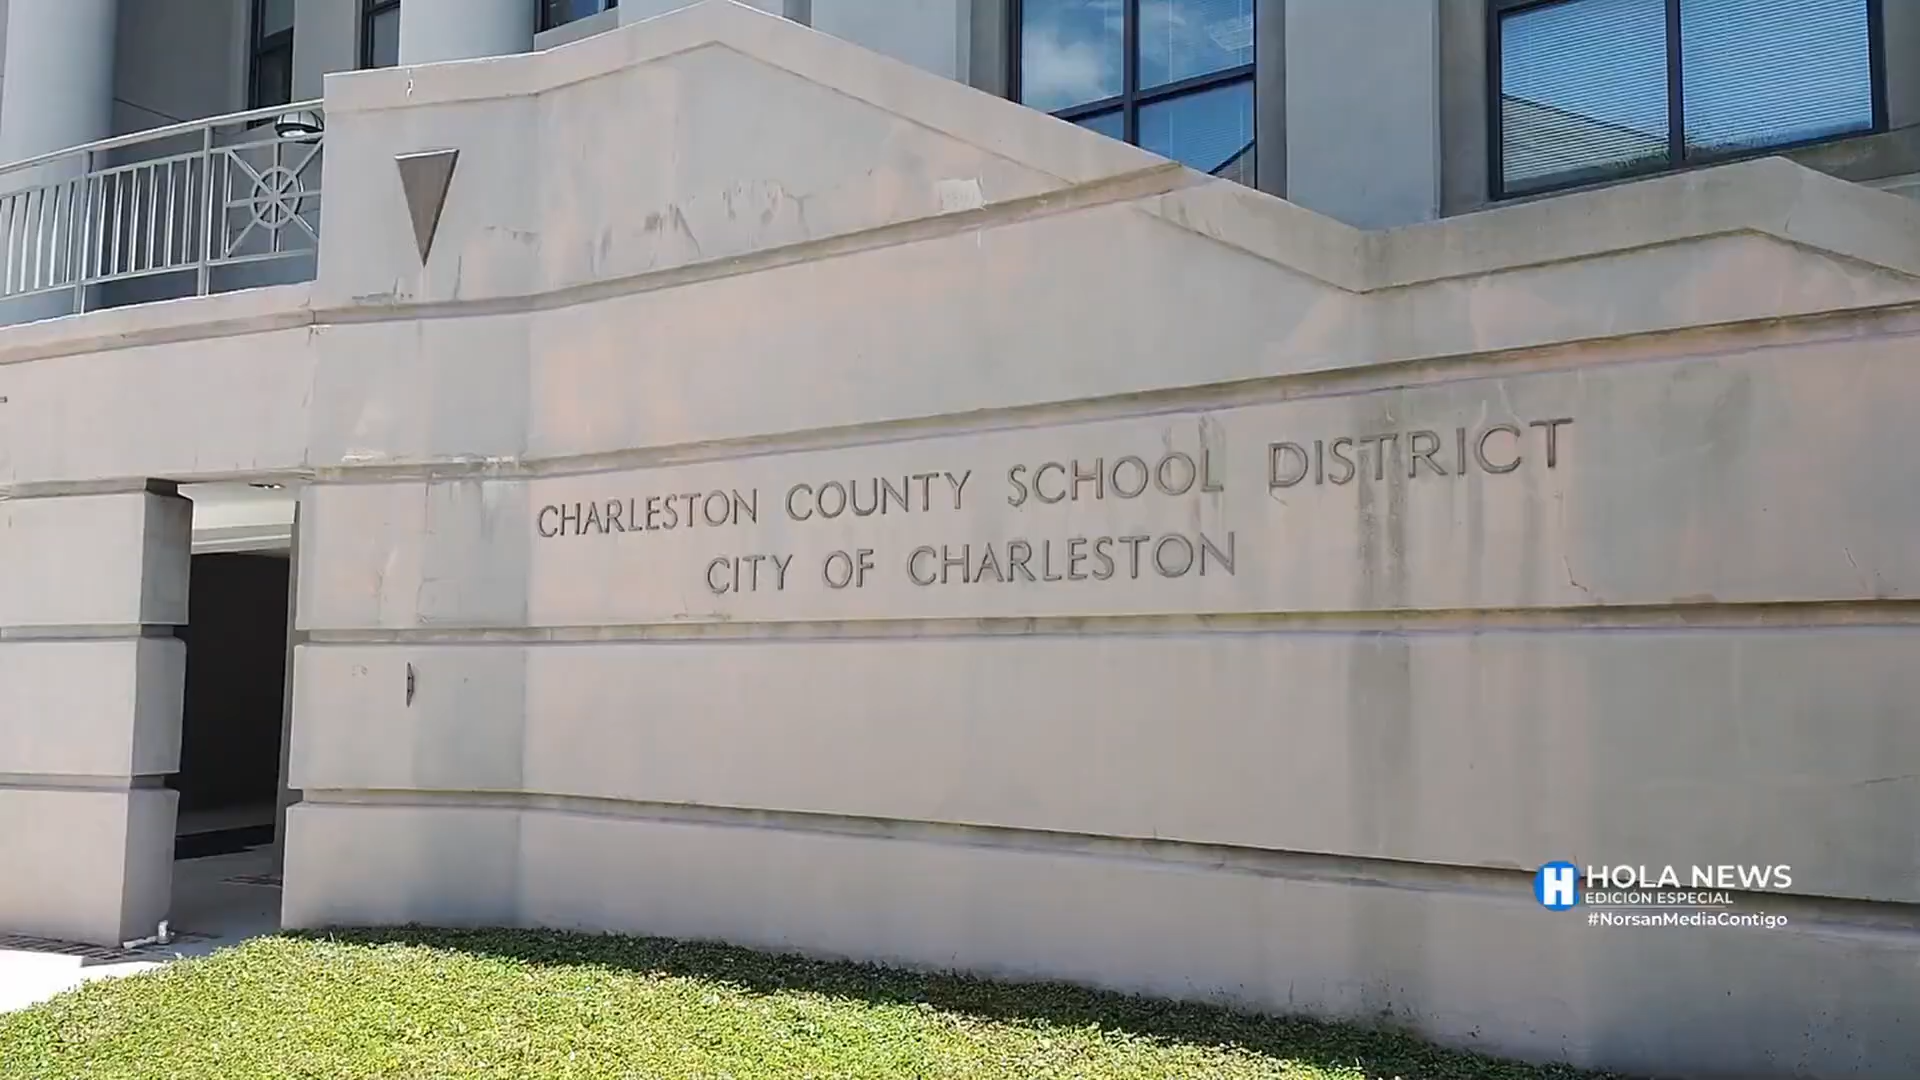 CHARLESTON COUNTY SCHOOL DISTRICT
CITY OF CHARLESTON
H HOLA NEWS
EDICIÓN ESPECIAL
#NorsanMediaContigo